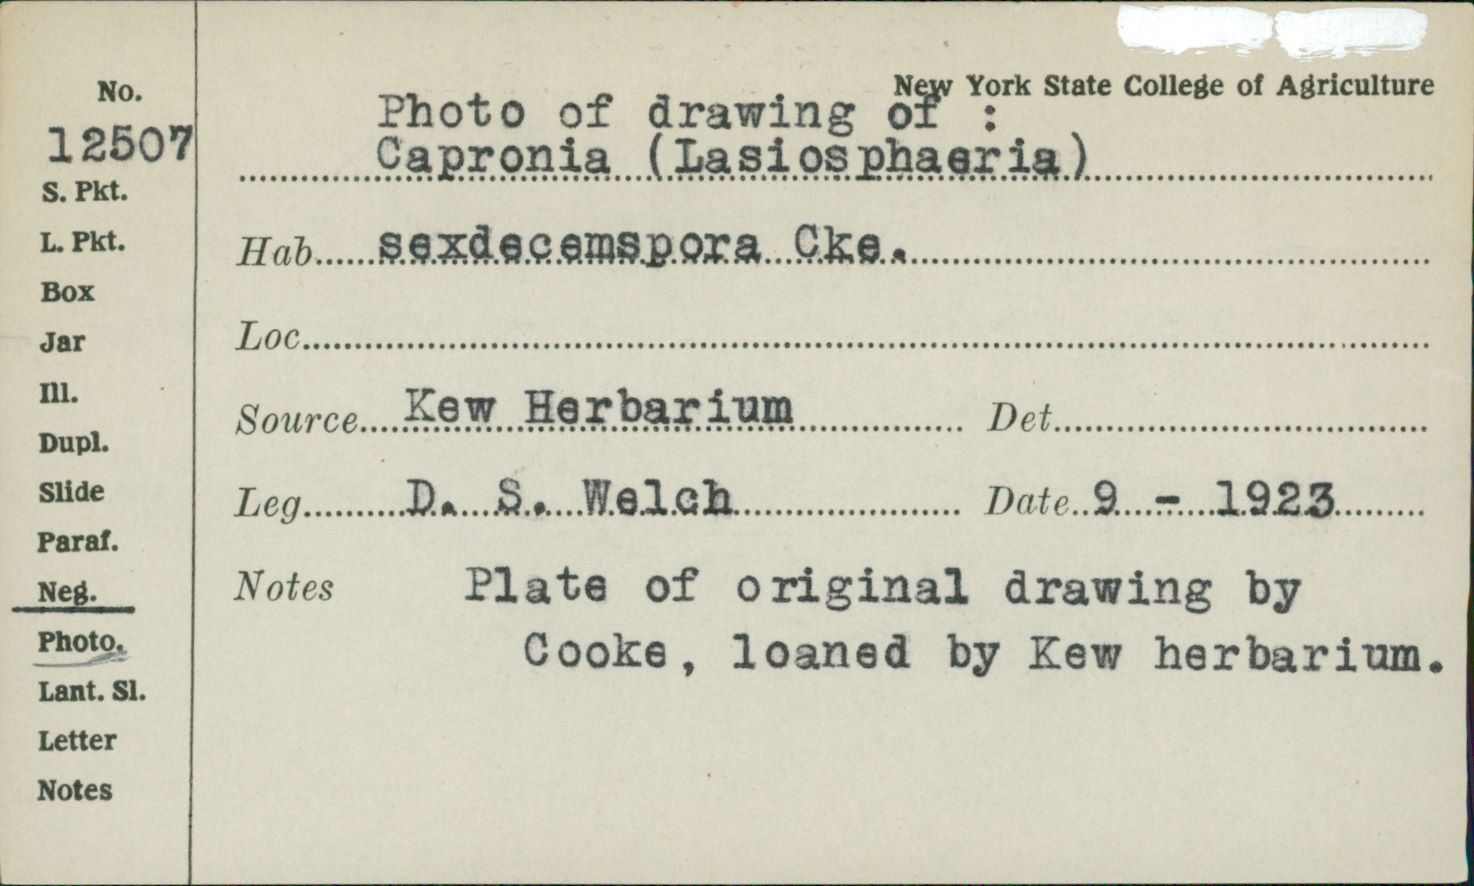 New York State College of Agriculture
No.
12507
S. Pkt.
L. Pkt.
Box
Jar
Ill.
Dupl.
Slide
Paraf.
Neg.
Photo.
Lant. Sl.
Letter
Notes
Photo of drawing of :
Capronia (Lasiosphaeria)
Hab sexdecemspora Cke.
Loc
Source Kew Herbarium Det
Leg D. S. Welch Date 9 - 1923
Notes Plate of original drawing by
Cooke, loaned by Kew herbarium.